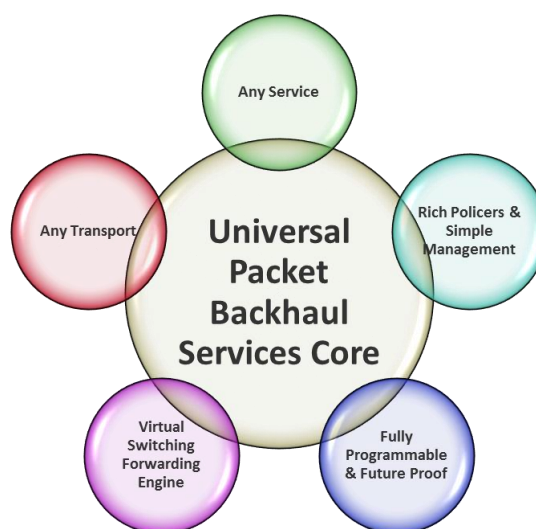 Any Service
Any Transport
Rich Policers &
Simple
Management
Universal
Packet
Backhaul
Services Core
Virtual
Switching
Forwarding
Engine
Fully
Programmable
& Future Proof